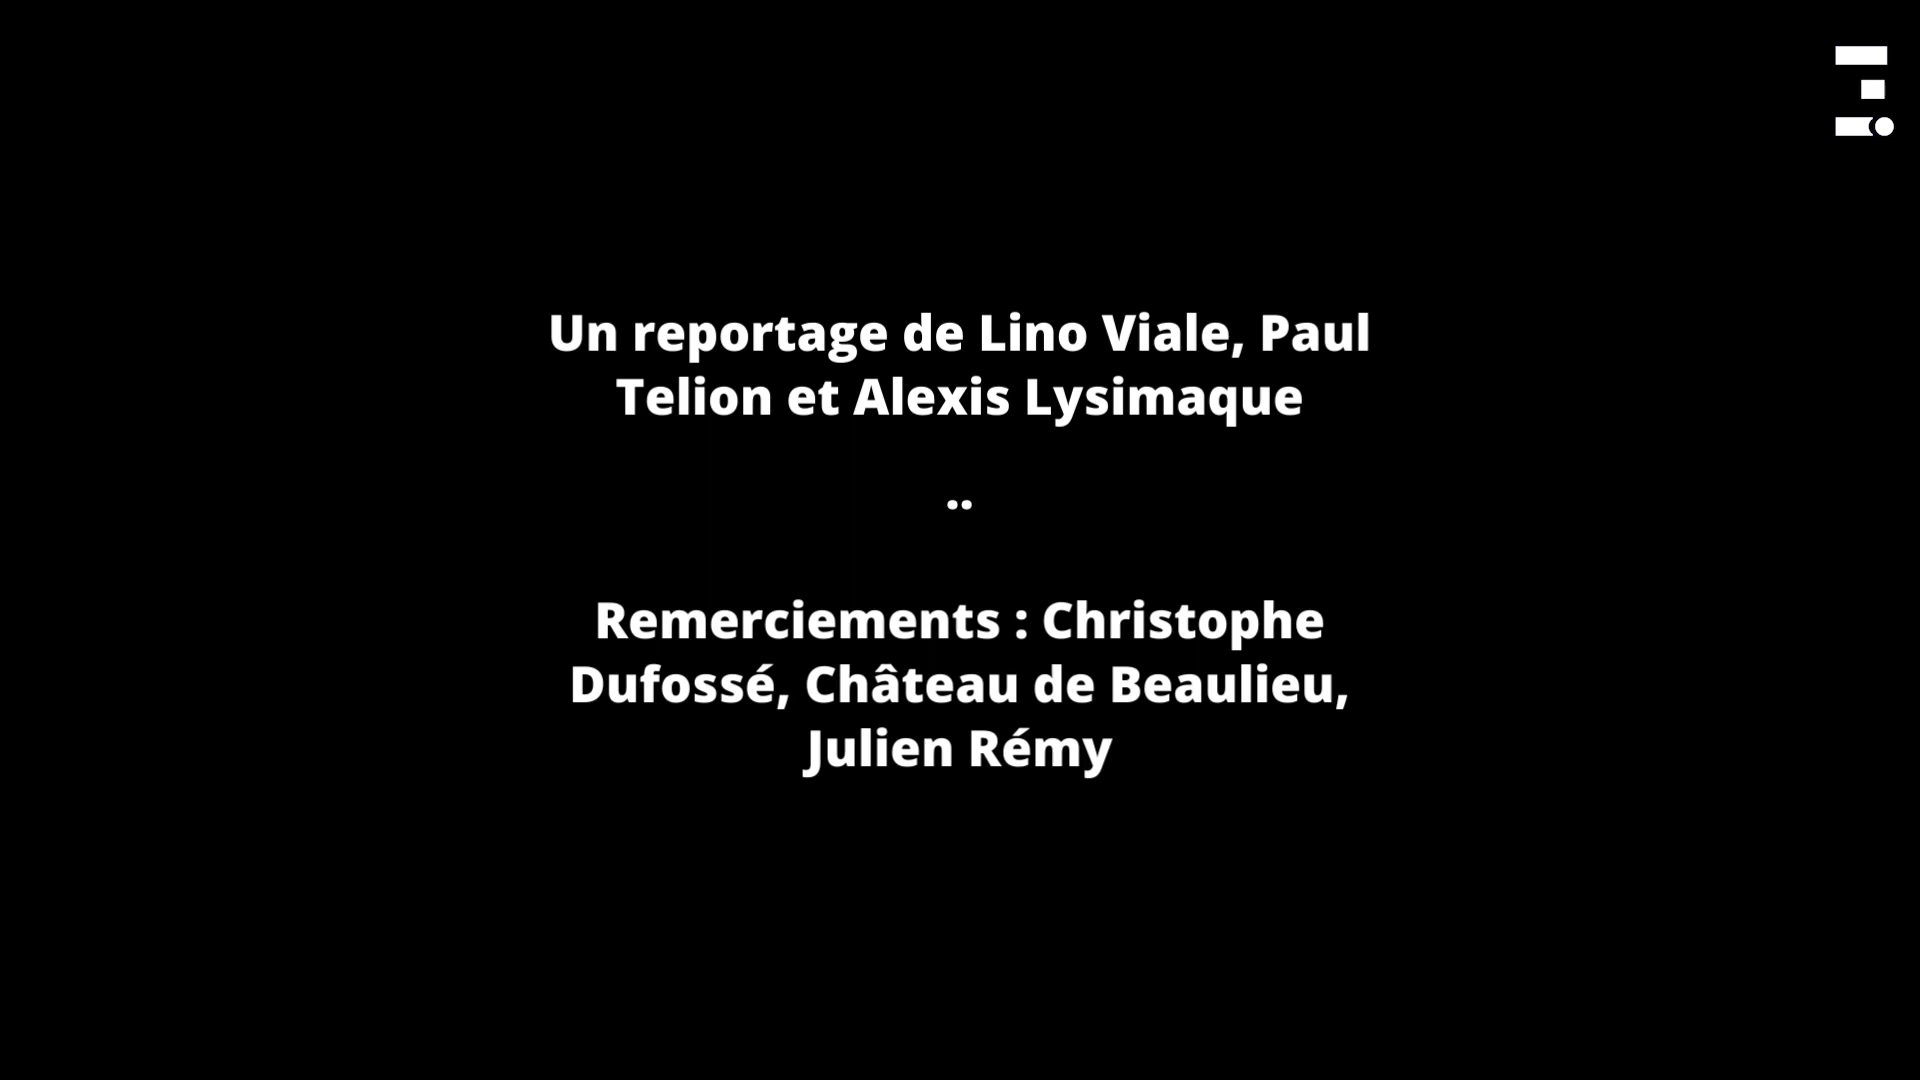 Un reportage de Lino Viale, Paul
Telion et Alexis Lysimaque
..
Remerciements : Christophe
Dufossé, Château de Beaulieu,
Julien Rémy